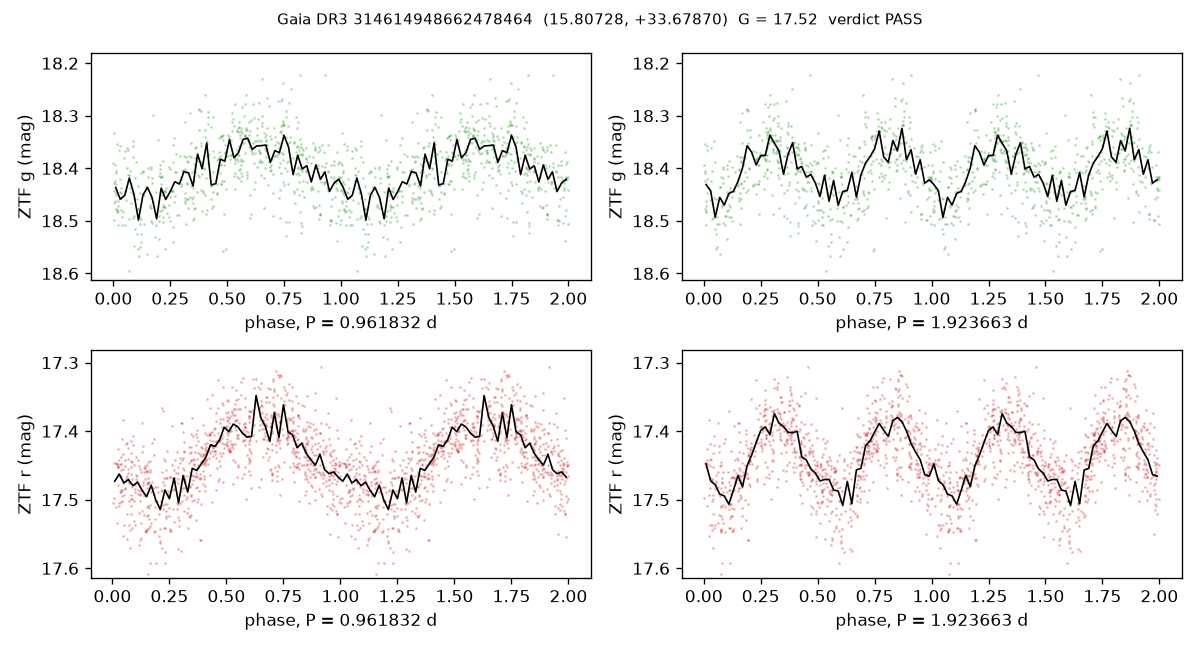 Gaia DR3 314614948662478464  (15.80728, +33.67870)  G = 17.52  verdict PASS
ZTF g (mag)
18.2
18.3
18.4
18.5
18.6
0.00 0.25 0.50 0.75 1.00 1.25 1.50 1.75 2.00
phase, P = 0.961832 d
ZTF g (mag)
18.2
18.3
18.4
18.5
18.6
0.00 0.25 0.50 0.75 1.00 1.25 1.50 1.75 2.00
phase, P = 1.923663 d
ZTF r (mag)
17.3
17.4
17.5
17.6
0.00 0.25 0.50 0.75 1.00 1.25 1.50 1.75 2.00
phase, P = 0.961832 d
ZTF r (mag)
17.3
17.4
17.5
17.6
0.00 0.25 0.50 0.75 1.00 1.25 1.50 1.75 2.00
phase, P = 1.923663 d